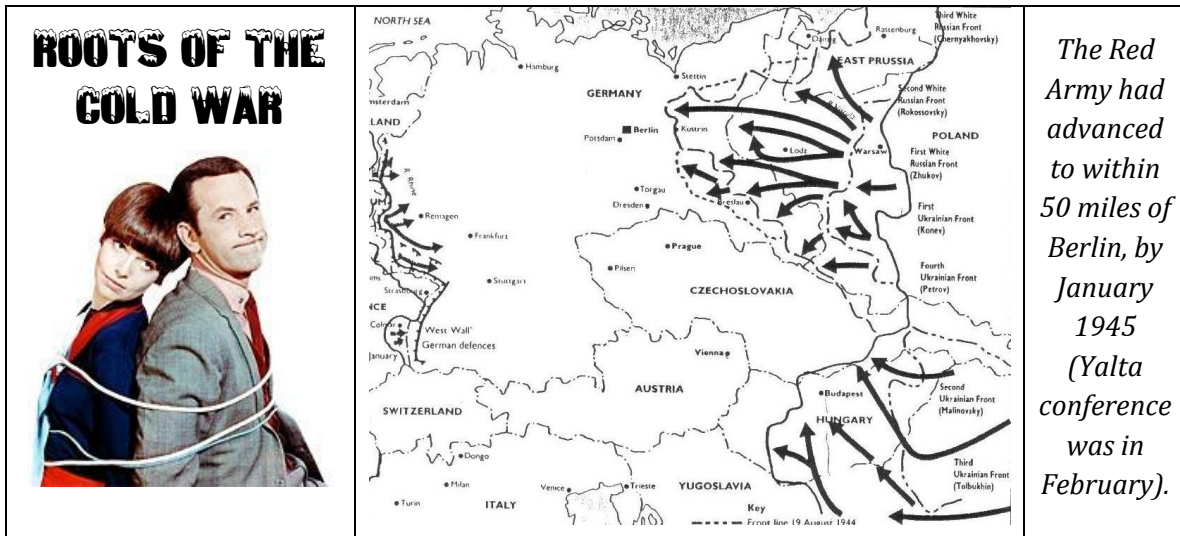 ROOTS OF THE
COLD WAR
NORTH SEA
Hamburg
Stettin
Danzig
Rastenburg
Third White
Russian Front
(Chernyakhovsky)
EAST PRUSSIA
GERMANY
Second White
Russian Front
(Rokossovsky)
Berlin
Kustrin
Potsdam
POLAND
Lodz
Warsaw
First White
Russian Front
(Zhukov)
LAND
R. Rhine
Torgau
Dresden
Breslau
First
Ukrainian Front
(Konev)
Remagen
Frankfurt
Prague
Pilsen
Fourth
Ukrainian Front
(Petrov)
Stuttgart
Strasbourg
CZECHOSLOVAKIA
NCE
Colmar
January
West Wall'
German defences
Vienna
AUSTRIA
Budapest
HUNGARY
Second
Ukrainian Front
(Malinovsky)
SWITZERLAND
Dongo
Milan
Turin
ITALY
Venice
Trieste
YUGOSLAVIA
Third
Ukrainian Front
(Tolbukhin)
Key
Front line 19 August 1944
The Red
Army had
advanced
to within
50 miles of
Berlin, by
January
1945
(Yalta
conference
was in
February).